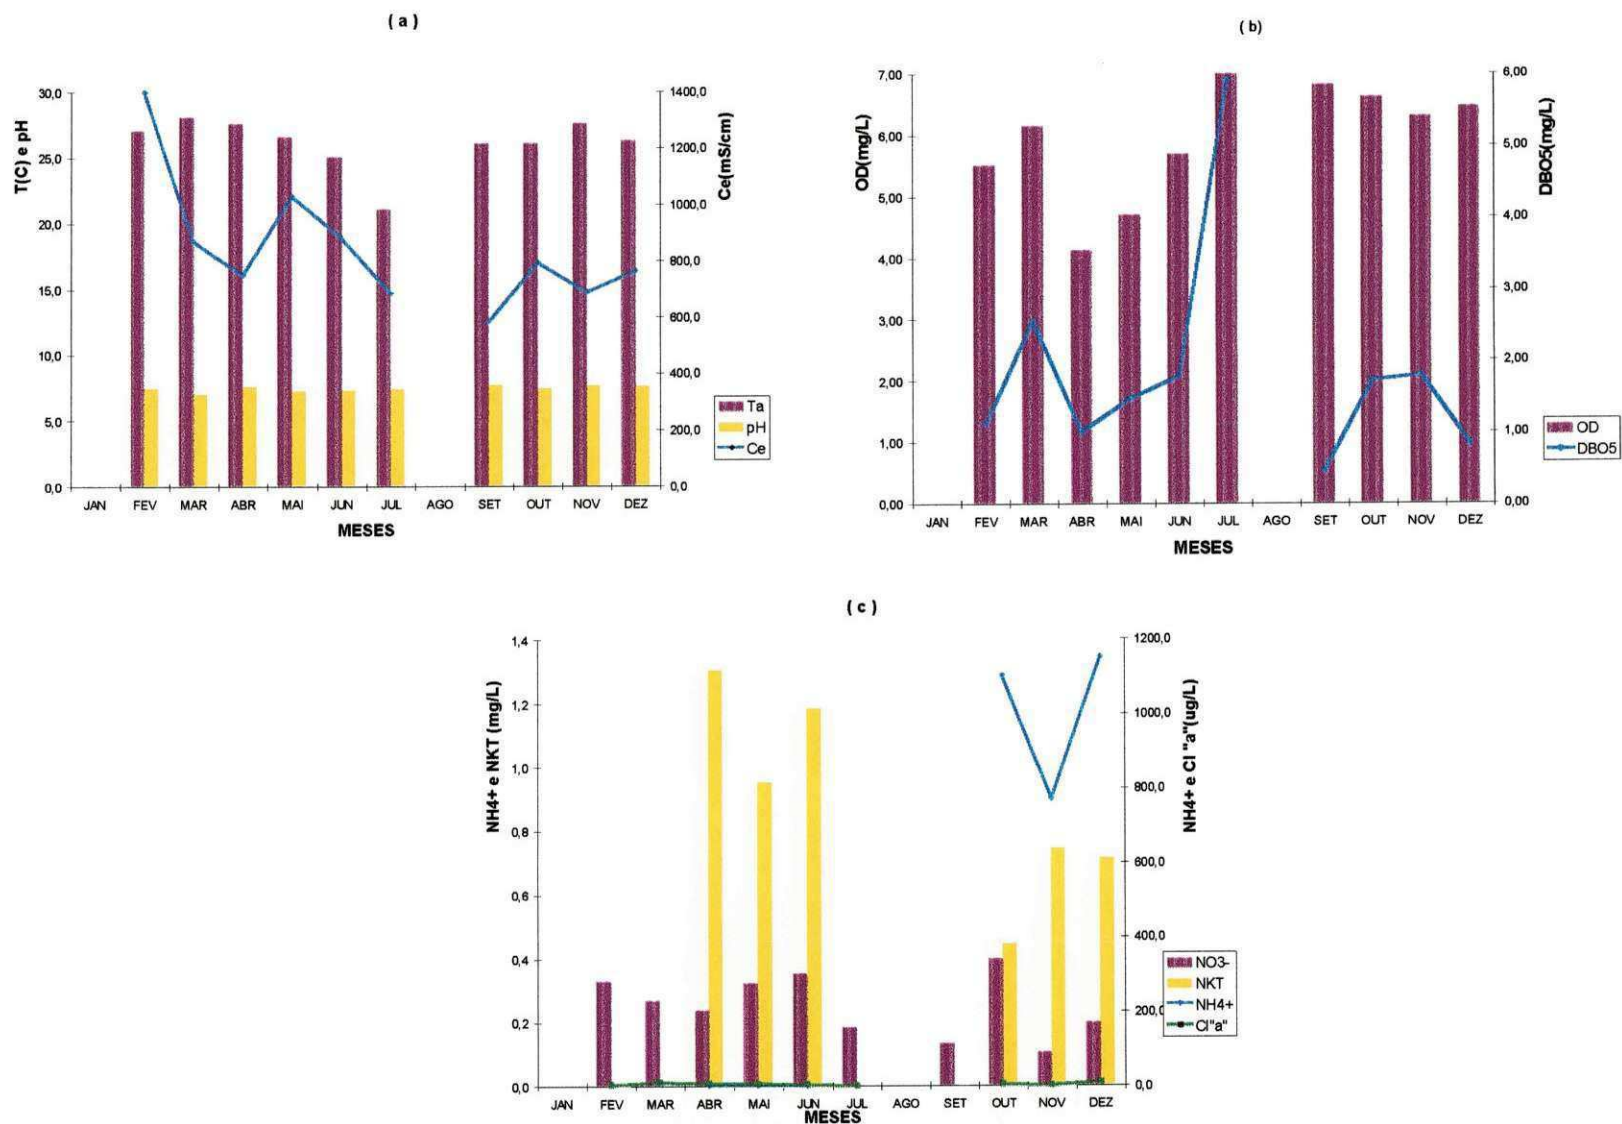 ( a )
T(C) e pH
30,0
25,0
20,0
15,0
10,0
5,0
0,0
1400,0
1200,0
1000,0
800,0
600,0
400,0
200,0
0,0
Ce(mS/cm)
Ta
pH
Ce
JAN FEV MAR ABR MAI JUN JUL AGO SET OUT NOV DEZ
MESES
( b )
OD(mg/L)
7,00
6,00
5,00
4,00
3,00
2,00
1,00
0,00
6,00
5,00
4,00
3,00
2,00
1,00
0,00
DBO5(mg/L)
OD
DBO5
JAN FEV MAR ABR MAI JUN JUL AGO SET OUT NOV DEZ
MESES
( c )
NH4+ e NKT (mg/L)
1,4
1,2
1,0
0,8
0,6
0,4
0,2
0,0
1200,0
1000,0
800,0
600,0
400,0
200,0
0,0
NH4+ e Cl "a"(ug/L)
NO3-
NKT
NH4+
Cl"a"
JAN FEV MAR ABR MAI JUN JUL AGO SET OUT NOV DEZ
MESES